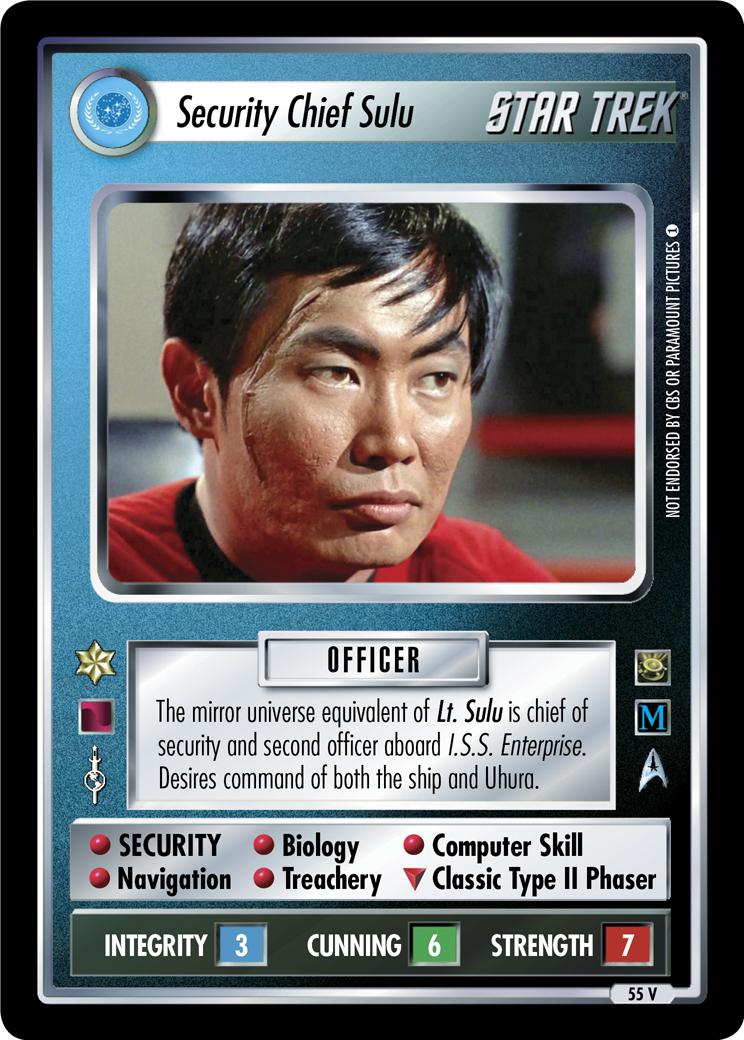 Security Chief Sulu
STAR TREK®
NOT ENDORSED BY CBS OR PARAMOUNT PICTURES 1
OFFICER
The mirror universe equivalent of Lt. Sulu is chief of
security and second officer aboard I.S.S. Enterprise.
Desires command of both the ship and Uhura.
M
SECURITY Biology Computer Skill
Navigation Treachery Classic Type II Phaser
INTEGRITY 3 CUNNING 6 STRENGTH 7
55 V